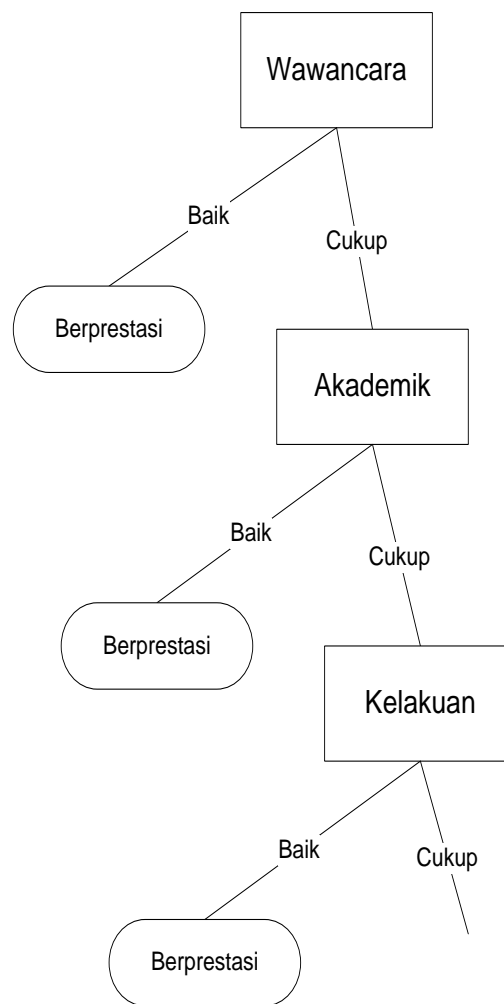 Wawancara
Baik
Cukup
Berprestasi
Akademik
Baik
Cukup
Berprestasi
Kelakuan
Baik
Cukup
Berprestasi